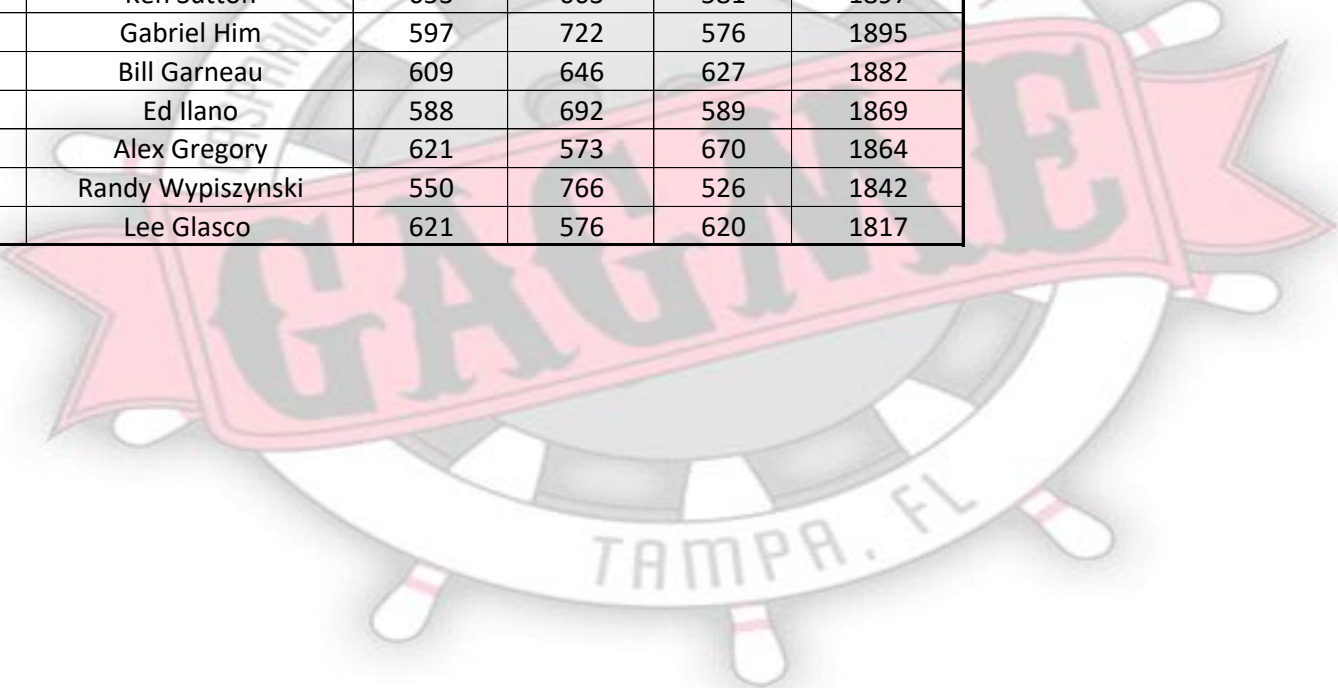 Gabriel Him 597 722 576 1895
Bill Garneau 609 646 627 1882
Ed Ilano 588 692 589 1869
Alex Gregory 621 573 670 1864
Randy Wypiszynski 550 766 526 1842
Lee Glasco 621 576 620 1817
GAGME
TAMPA, FL